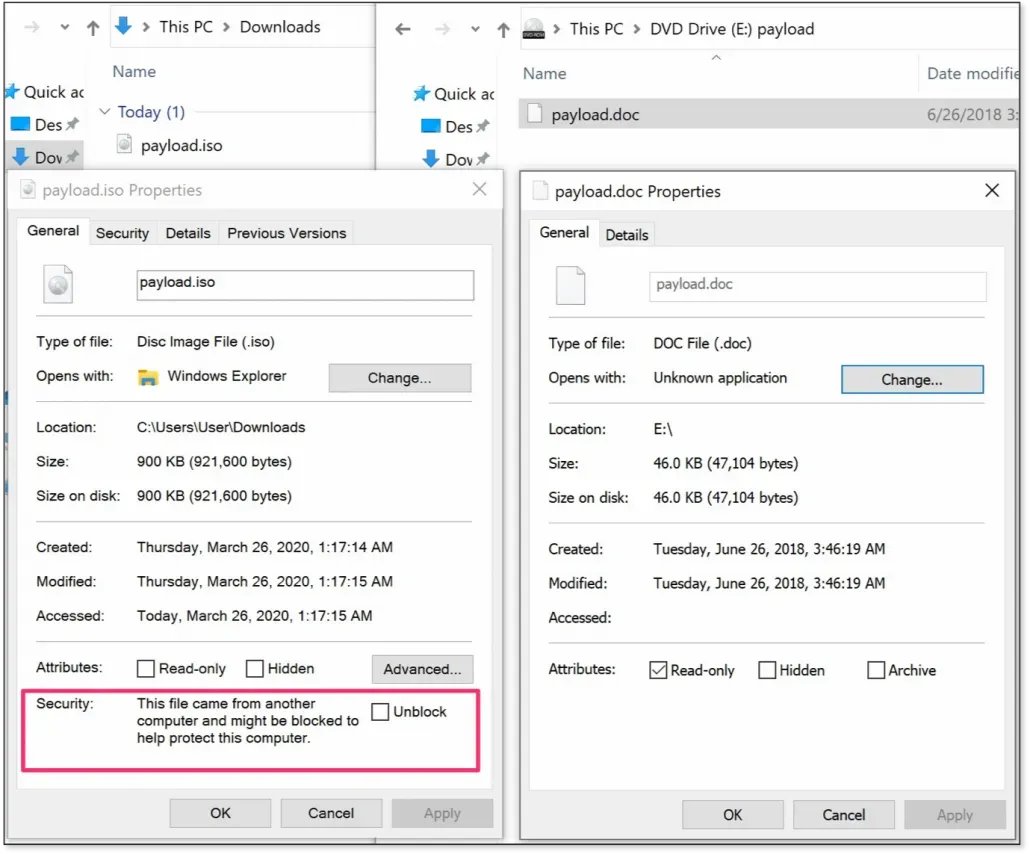 This PC > Downloads
Name
Quick ac
Today (1)
Des
payload.iso
Dow
This PC > DVD Drive (E:) payload
Name
Date modifie
Quick ac
payload.doc
6/26/2018 3:
Des
Dow
payload.iso Properties
General
Security
Details
Previous Versions
payload.iso
Type of file: Disc Image File (.iso)
Opens with: Windows Explorer
Change...
Location: C:\Users\User\Downloads
Size: 900 KB (921,600 bytes)
Size on disk: 900 KB (921,600 bytes)
Created: Thursday, March 26, 2020, 1:17:14 AM
Modified: Thursday, March 26, 2020, 1:17:15 AM
Accessed: Today, March 26, 2020, 1:17:15 AM
Attributes: Read-only Hidden Advanced...
Security: This file came from another
computer and might be blocked to
help protect this computer.
Unblock
OK Cancel Apply
payload.doc Properties
General
Details
payload.doc
Type of file: DOC File (.doc)
Opens with: Unknown application
Change...
Location: E:\
Size: 46.0 KB (47,104 bytes)
Size on disk: 46.0 KB (47,104 bytes)
Created: Tuesday, June 26, 2018, 3:46:19 AM
Modified: Tuesday, June 26, 2018, 3:46:19 AM
Accessed:
Attributes: Read-only Hidden Archive
OK Cancel Apply